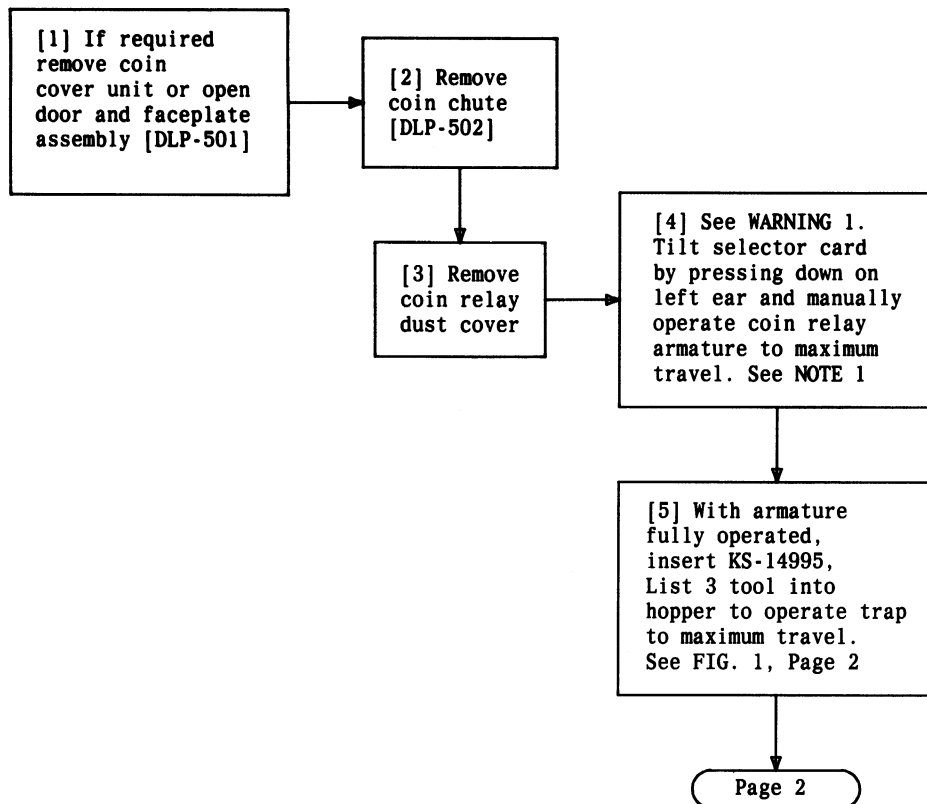 [1] If required
remove coin
cover unit or open
door and faceplate
assembly [DLP-501]
[2] Remove
coin chute
[DLP-502]
[3] Remove
coin relay
dust cover
[4] See WARNING 1.
Tilt selector card
by pressing down on
left ear and manually
operate coin relay
armature to maximum
travel. See NOTE 1
[5] With armature
fully operated,
insert KS-14995,
List 3 tool into
hopper to operate trap
to maximum travel.
See FIG. 1, Page 2
Page 2